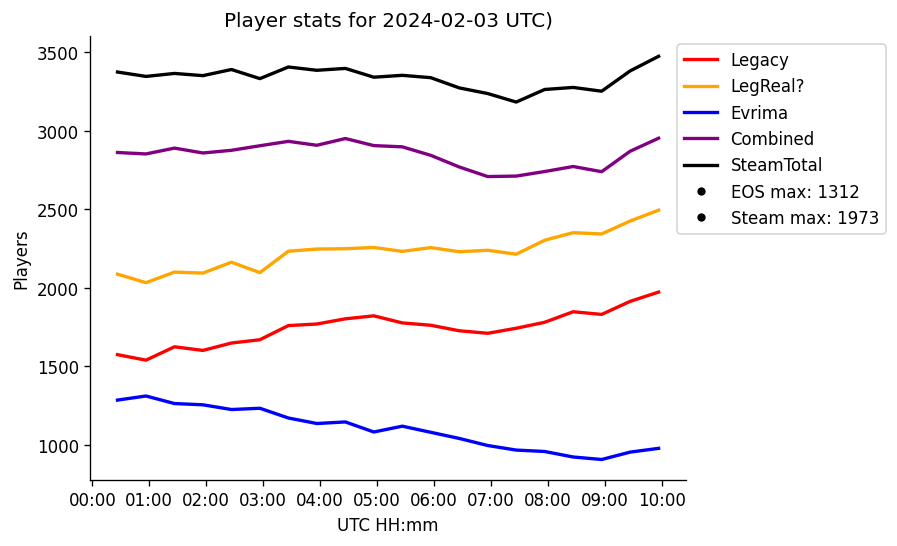 Player stats for 2024-02-03 UTC)
3500
3000
2500
2000
1500
1000
Players
00:00 01:00 02:00 03:00 04:00 05:00 06:00 07:00 08:00 09:00 10:00
UTC HH:mm
Legacy
LegReal?
Evrima
Combined
SteamTotal
EOS max: 1312
Steam max: 1973